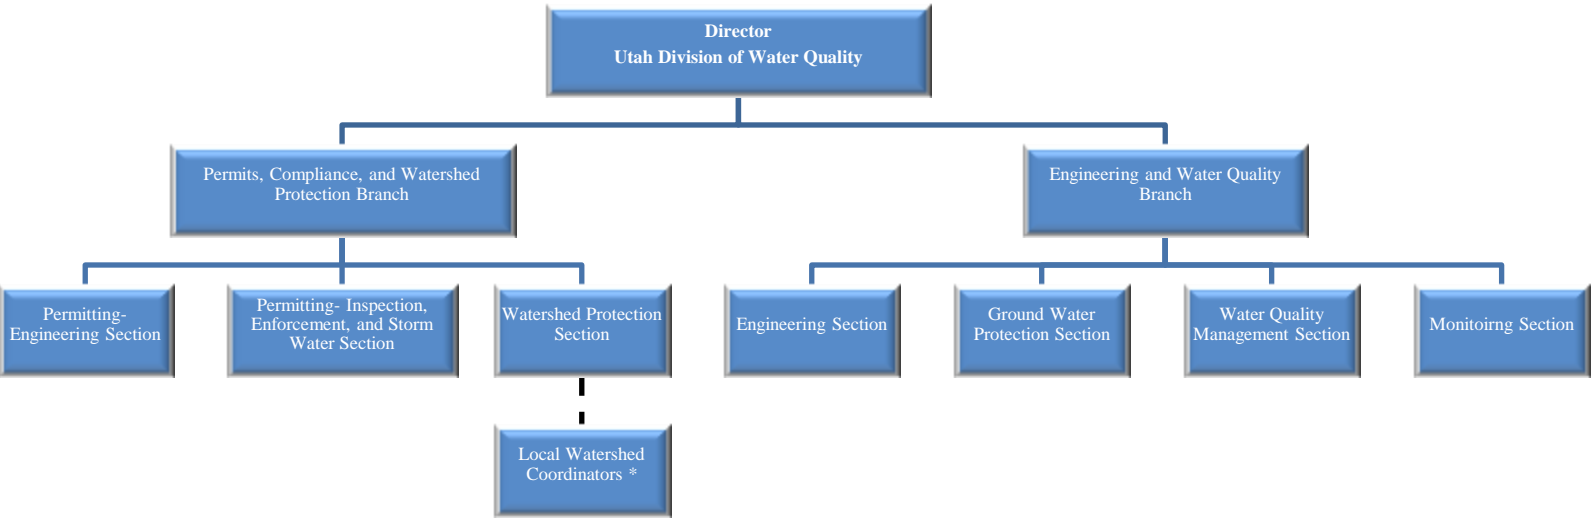 Director
Utah Division of Water Quality
Permits, Compliance, and Watershed
Protection Branch
Engineering and Water Quality
Branch
Permitting-
Engineering Section
Permitting- Inspection,
Enforcement, and Storm
Water Section
Watershed Protection
Section
Engineering Section
Ground Water
Protection Section
Water Quality
Management Section
Monitoirng Section
Local Watershed
Coordinators *